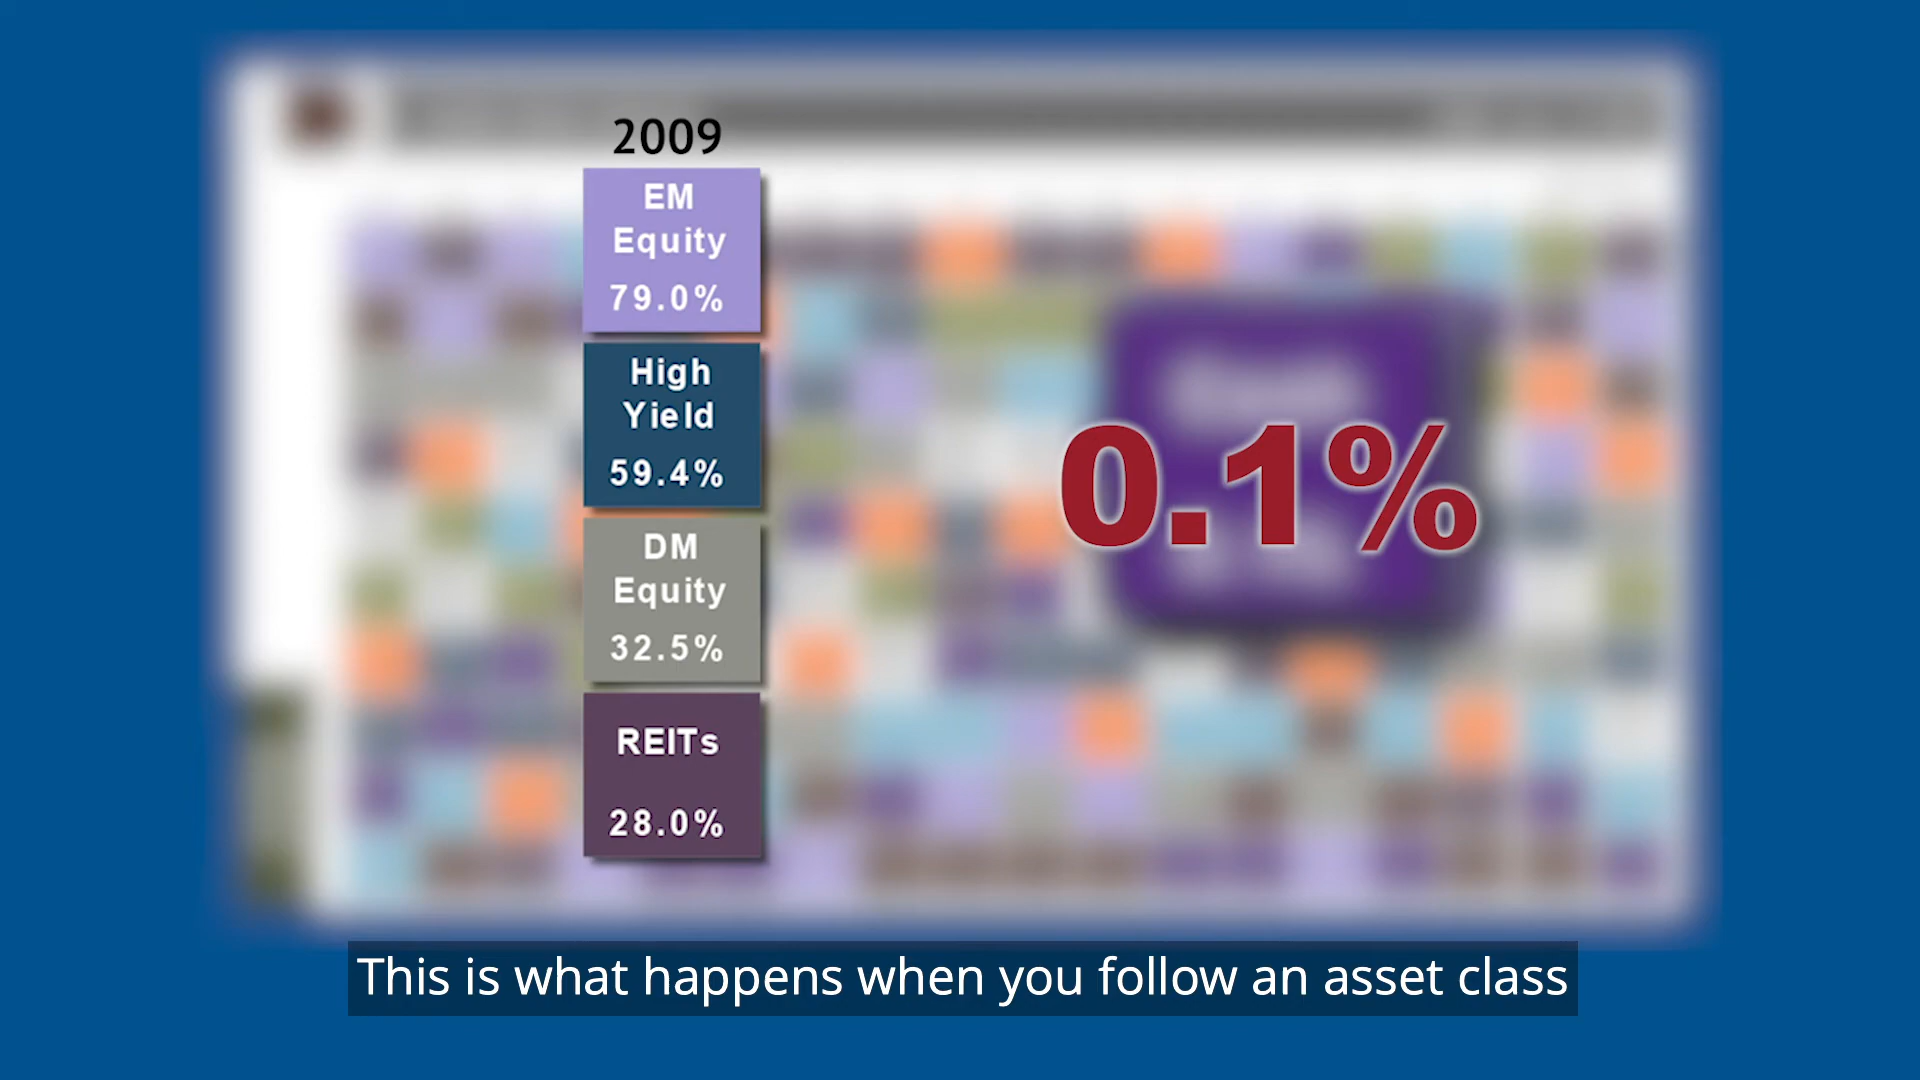 2009
EM
Equity
79.0%
High
Yield
59.4%
DM
Equity
32.5%
REITs
28.0%
0.1%
This is what happens when you follow an asset class